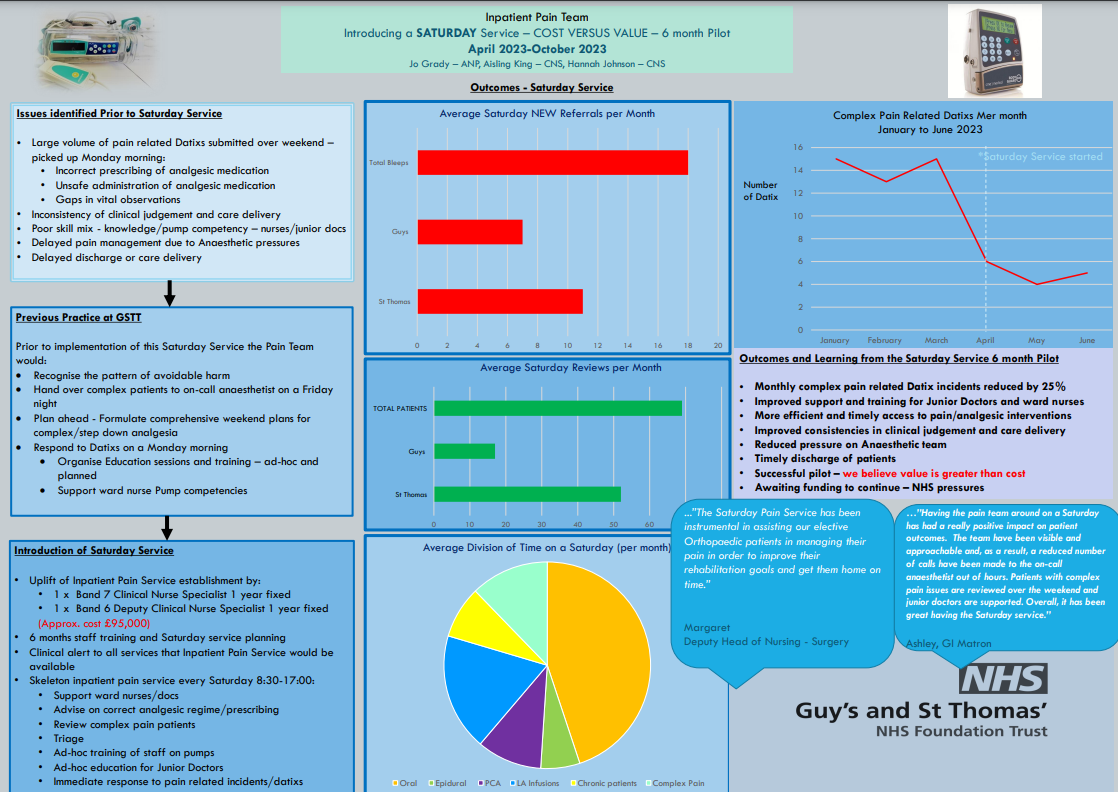 Inpatient Pain Team
Introducing a SATURDAY Service – COST VERSUS VALUE – 6 month Pilot
April 2023-October 2023
Jo Grady – ANP, Aisling King – CNS, Hannah Johnson – CNS
Outcomes - Saturday Service
Issues identified Prior to Saturday Service
• Large volume of pain related Datixs submitted over weekend –
picked up Monday morning:
• Incorrect prescribing of analgesic medication
• Unsafe administration of analgesic medication
• Gaps in vital observations
• Inconsistency of clinical judgement and care delivery
• Poor skill mix - knowledge/pump competency – nurses/junior docs
• Delayed pain management due to Anaesthetic pressures
• Delayed discharge or care delivery
Previous Practice at GSTT
Prior to implementation of this Saturday Service the Pain Team
would:
• Recognise the pattern of avoidable harm
• Hand over complex patients to on-call anaesthetist on a Friday
night
• Plan ahead - Formulate comprehensive weekend plans for
complex/step down analgesia
• Respond to Datixs on a Monday morning
• Organise Education sessions and training – ad-hoc and
planned
• Support ward nurse Pump competencies
Introduction of Saturday Service
• Uplift of Inpatient Pain Service establishment by:
• 1 x Band 7 Clinical Nurse Specialist 1 year fixed
• 1 x Band 6 Deputy Clinical Nurse Specialist 1 year fixed
(Approx. cost £95,000)
• 6 months staff training and Saturday service planning
• Clinical alert to all services that Inpatient Pain Service would be
available
• Skeleton inpatient pain service every Saturday 8:30-17:00:
• Support ward nurses/docs
• Advise on correct analgesic regime/prescribing
• Review complex pain patients
• Triage
• Ad-hoc training of staff on pumps
• Ad-hoc education for Junior Doctors
• Immediate response to pain related incidents/datixs
Average Saturday NEW Referrals per Month
Total Bleeps
Guys
St Thomas
0 2 4 6 8 10 12 14 16 18 20
Average Saturday Reviews per Month
TOTAL PATIENTS
Guys
St Thomas
0 10 20 30 40 50 60
Average Division of Time on a Saturday (per month)
Oral Epidural PCA LA Infusions Chronic patients Complex Pain
Complex Pain Related Datixs Mer month
January to June 2023
*Saturday Service started
Number
of Datix
16
14
12
10
8
6
4
2
0
January February March April May June
Outcomes and Learning from the Saturday Service 6 month Pilot
• Monthly complex pain related Datix incidents reduced by 25%
• Improved support and training for Junior Doctors and ward nurses
• More efficient and timely access to pain/analgesic interventions
• Improved consistencies in clinical judgement and care delivery
• Reduced pressure on Anaesthetic team
• Timely discharge of patients
• Successful pilot – we believe value is greater than cost
• Awaiting funding to continue – NHS pressures
..."The Saturday Pain Service has been
instrumental in assisting our elective
Orthopaedic patients in managing their
pain in order to improve their
rehabilitation goals and get them home on
time."
Margaret
Deputy Head of Nursing - Surgery
..."Having the pain team around on a Saturday
has had a really positive impact on patient
outcomes. The team have been visible and
approachable and, as a result, a reduced number
of calls have been made to the on-call
anaesthetist out of hours. Patients with complex
pain issues are reviewed over the weekend and
junior doctors are supported. Overall, it has been
great having the Saturday service."
Ashley, GI Matron
NHS
Guy's and St Thomas'
NHS Foundation Trust